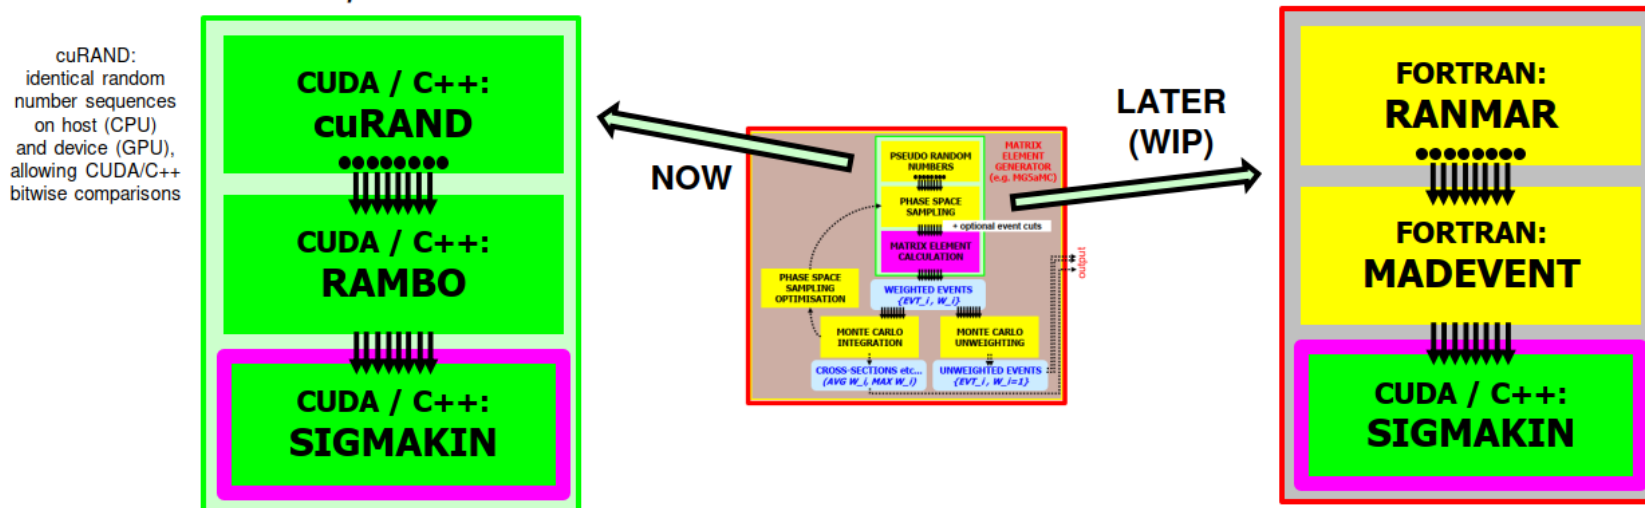 cuRAND:
identical random
number sequences
on host (CPU)
and device (GPU),
allowing CUDA/C++
bitwise comparisons
CUDA / C++:
cuRAND
CUDA / C++:
RAMBO
CUDA / C++:
SIGMAKIN
NOW
PSEUDO RANDOM
NUMBERS
MATRIX
ELEMENT
GENERATOR
(e.g. MG5aMC)
PHASE SPACE
SAMPLING
+ optional event cuts
MATRIX ELEMENT
CALCULATION
PHASE SPACE
SAMPLING
OPTIMISATION
WEIGHTED EVENTS
{EVT_i , W_i}
MONTE CARLO
INTEGRATION
MONTE CARLO
UNWEIGHTING
CROSS-SECTIONS etc...
(AVG W_i, MAX W_i)
UNWEIGHTED EVENTS
{EVT_i , W_i=1}
output
LATER
(WIP)
FORTRAN:
RANMAR
FORTRAN:
MADEVENT
CUDA / C++:
SIGMAKIN